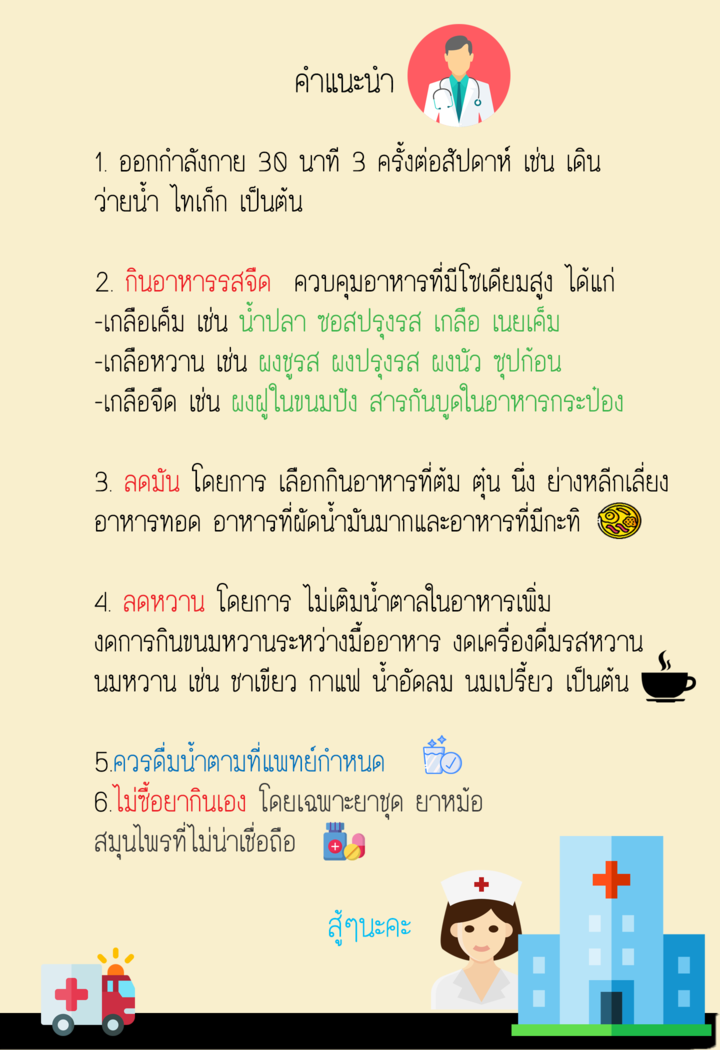 คำแนะนำ
1. ออกกำลังกาย 30 นาที 3 ครั้งต่อสัปดาห์ เช่น เดิน
ว่ายน้ำ ไทเก็ก เป็นต้น
2. กินอาหารรสจืด ควบคุมอาหารที่มีโซเดียมสูง ได้แก่
-เกลือเค็ม เช่น น้ำปลา ซอสปรุงรส เกลือ เนยเค็ม
-เกลือหวาน เช่น ผงชูรส ผงปรุงรส ผงนัว ซุปก้อน
-เกลือจืด เช่น ผงฝูในขนมปัง สารกันบูดในอาหารกระป๋อง
3. ลดมัน โดยการ เลือกกินอาหารที่ต้ม ตุ๋น นึ่ง ย่างหลีกเลี่ยง
อาหารทอด อาหารที่ผัดน้ำมันมากและอาหารที่มีกะทิ
4. ลดหวาน โดยการ ไม่เติมน้ำตาลในอาหารเพิ่ม
งดการกินขนมหวานระหว่างมื้ออาหาร งดเครื่องดื่มรสหวาน
นมหวาน เช่น ชาเขียว กาแฟ น้ำอัดลม นมเปรี้ยว เป็นต้น
5.ควรดื่มน้ำตามที่แพทย์กำหนด
6.ไม่ซื้อยากินเอง โดยเฉพาะยาชุด ยาหม้อ
สมุนไพรที่ไม่น่าเชื่อถือ
สู้ๆนะคะ